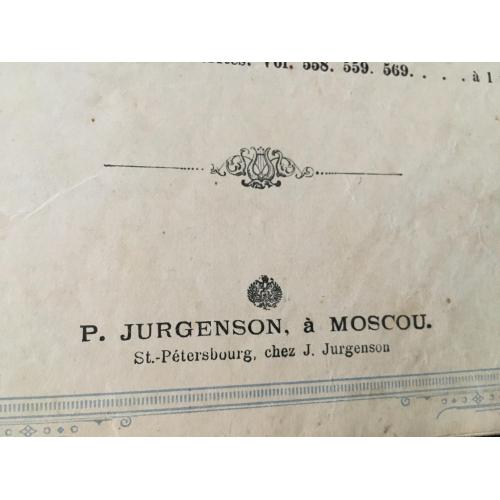 Vol. 558. 559. 569. . . . . à 1
P. JURGENSON, à MOSCOU.
St.-Pétersbourg, chez J. Jurgenson